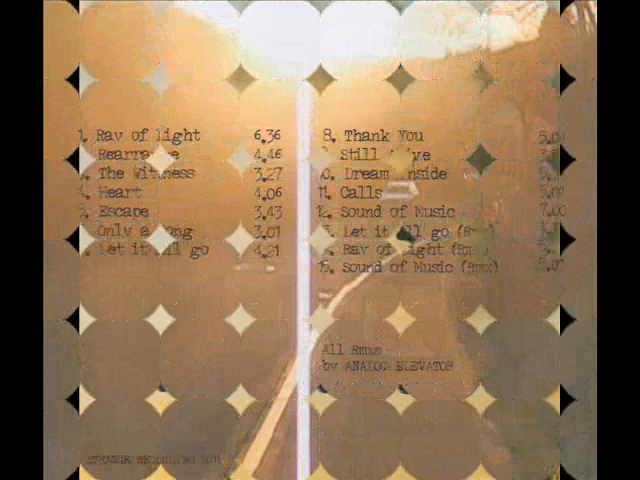 1. Ray of light 6,36
Rearrange 4,46
The Witness 3,27
Heart 4,06
Escape 3,43
Only a song 3,01
Let it all go 4,21
8. Thank You
Still
Dream inside
11. Calls
12. Sound of Music 7,00
Let it all go
Ray of light
15. Sound of Music (Rmx)
All Rmxs
by ANALOG ELEVATOR